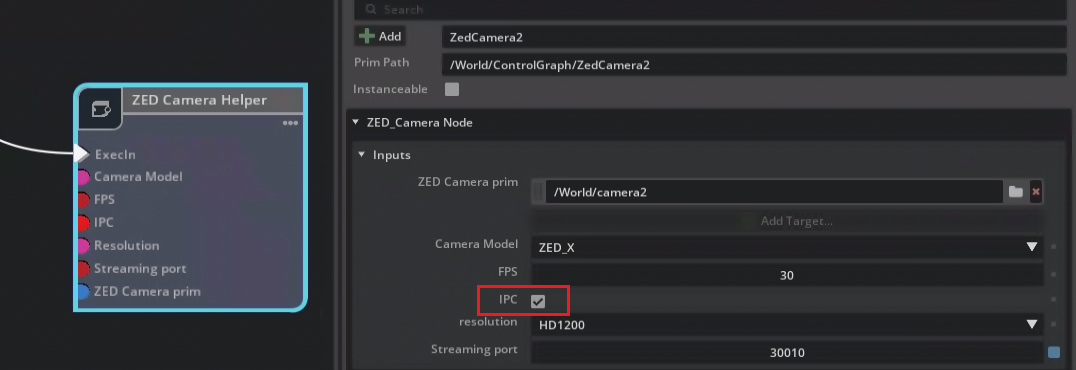 ZED Camera Helper
ExecIn
Camera Model
FPS
IPC
Resolution
Streaming port
ZED Camera prim
Search
Add
ZedCamera2
Prim Path
/World/ControlGraph/ZedCamera2
Instanceable
ZED_Camera Node
Inputs
ZED Camera prim
/World/camera2
Add Target...
Camera Model
ZED_X
FPS
30
IPC
resolution
HD1200
Streaming port
30010